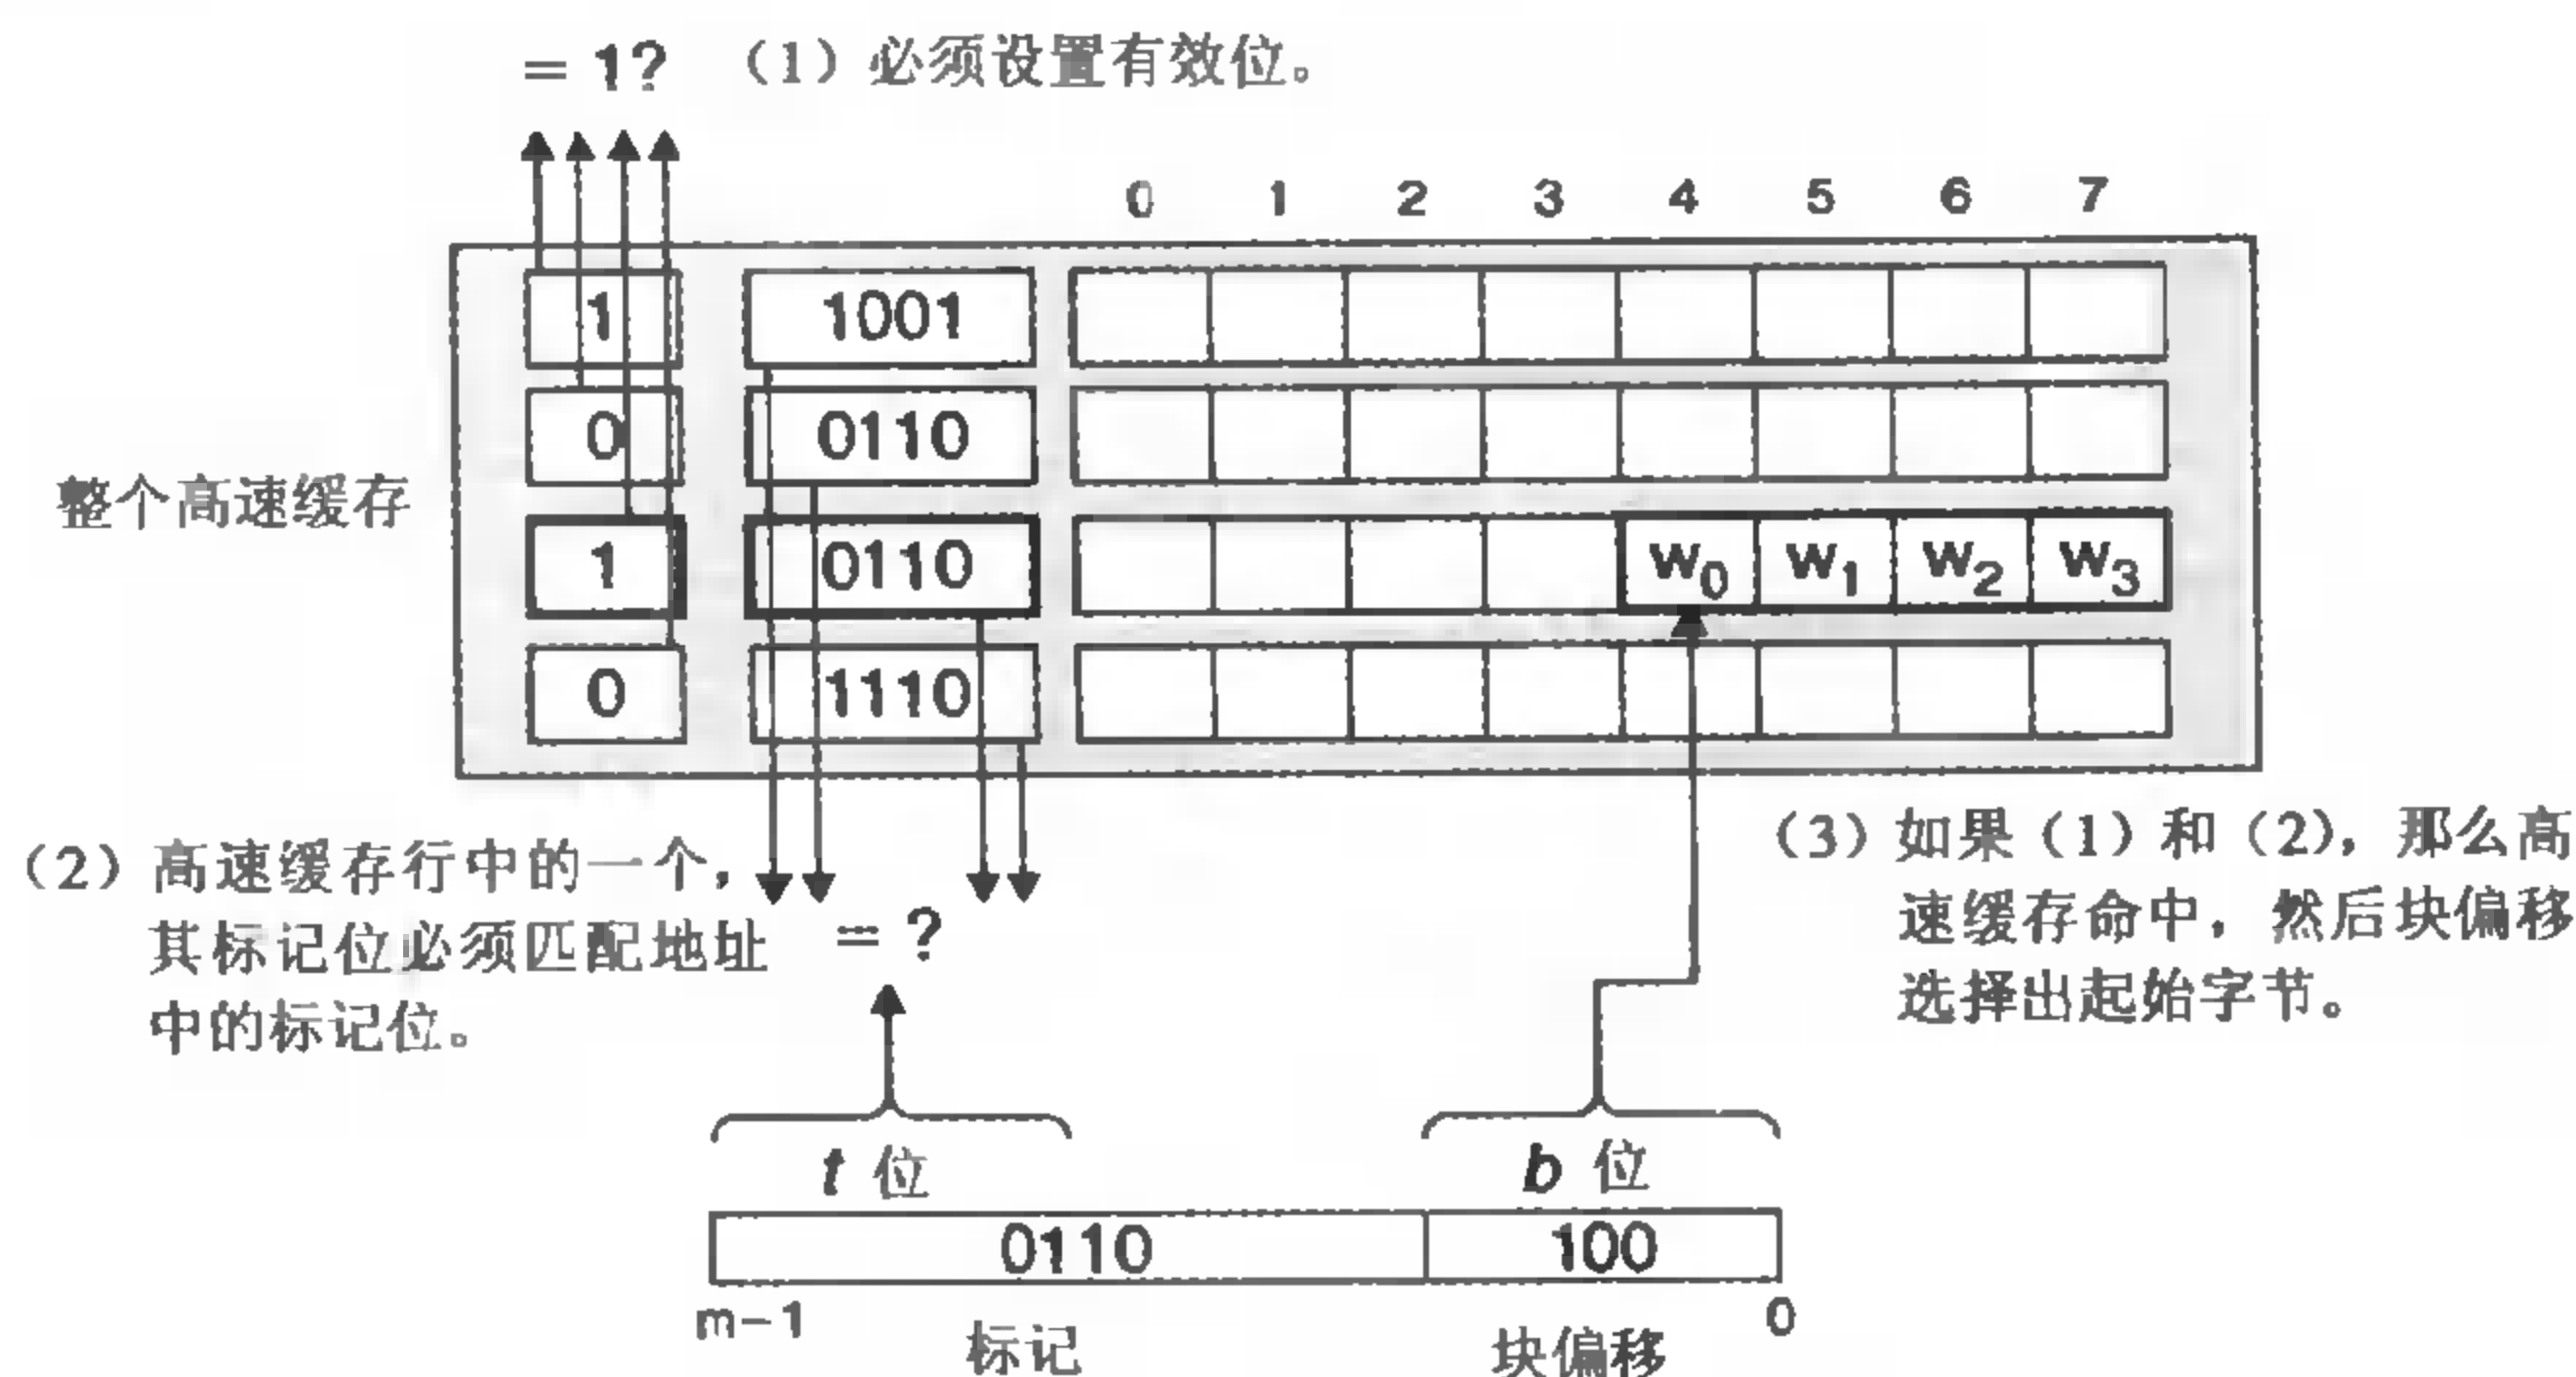 = 1? （1）必须设置有效位。
0 1 2 3 4 5 6 7
1 1001
0 0110
整个高速缓存
1 0110 w0 w1 w2 w3
0 1110
（2）高速缓存行中的一个，
其标记位必须匹配地址
中的标记位。
= ?
（3）如果（1）和（2），那么高
速缓存命中，然后块偏移
选择出起始字节。
t 位 b 位
0110 100
m-1 0
标记 块偏移